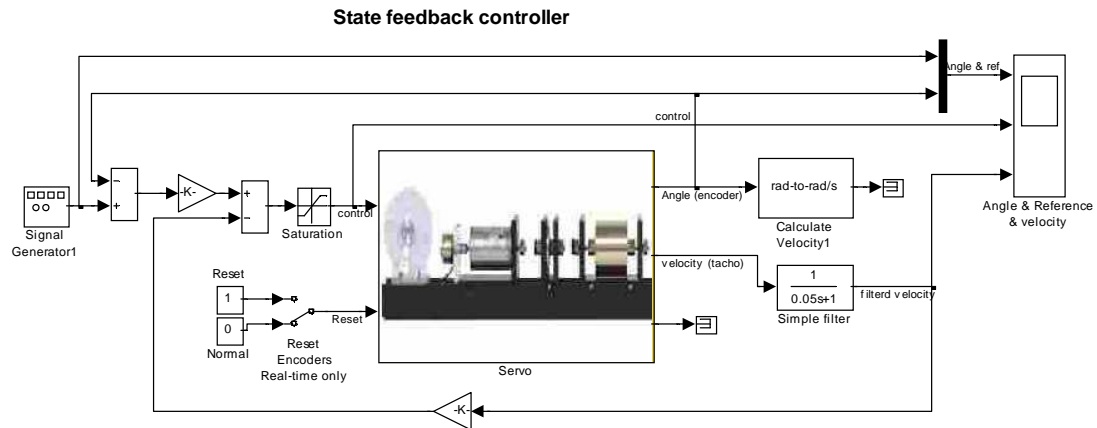 State feedback controller
Angle & ref
control
-K-
+
-
Signal
Generator1
-
+
Saturation
control
Angle (encoder)
rad-to-rad/s
Calculate
Velocity1
Angle & Reference
& velocity
velocity (tacho)
1
0.05s+1
Simple filter
filterd velocity
Reset
1
0
Normal
Reset
Reset
Encoders
Real-time only
Servo
-K-